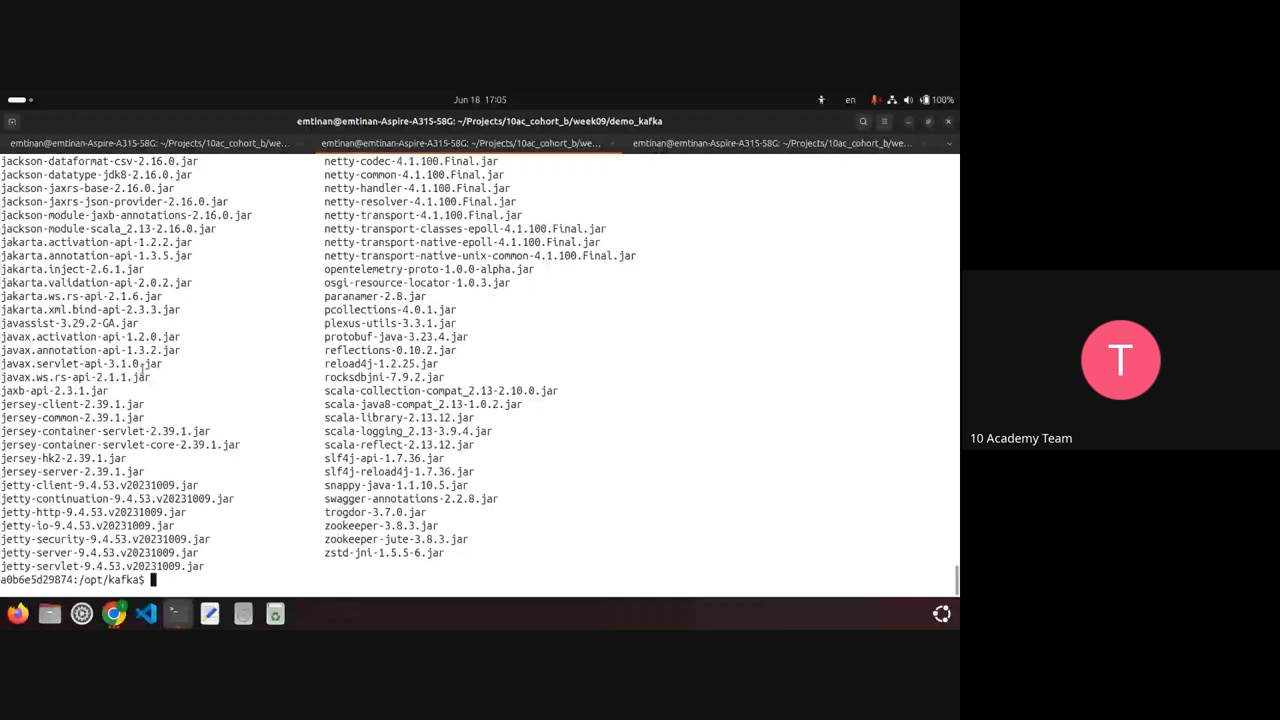 Jun 18 17:05
en
100%
emtinan@emtinan-Aspire-A315-58G: ~/Projects/10ac_cohort_b/week09/demo_kafka
emtinan@emtinan-Aspire-A315-58G: ~/Projects/10ac_cohort_b/we...
emtinan@emtinan-Aspire-A315-58G: ~/Projects/10ac_cohort_b/we...
emtinan@emtinan-Aspire-A315-58G: ~/Projects/10ac_cohort_b/we...
jackson-dataformat-csv-2.16.0.jar netty-codec-4.1.100.Final.jar
jackson-datatype-jdk8-2.16.0.jar netty-common-4.1.100.Final.jar
jackson-jaxrs-base-2.16.0.jar netty-handler-4.1.100.Final.jar
jackson-jaxrs-json-provider-2.16.0.jar netty-resolver-4.1.100.Final.jar
jackson-module-jaxb-annotations-2.16.0.jar netty-transport-4.1.100.Final.jar
jackson-module-scala_2.13-2.16.0.jar netty-transport-classes-epoll-4.1.100.Final.jar
jakarta.activation-api-1.2.2.jar netty-transport-native-epoll-4.1.100.Final.jar
jakarta.annotation-api-1.3.5.jar netty-transport-native-unix-common-4.1.100.Final.jar
jakarta.inject-2.6.1.jar opentelemetry-proto-1.0.0-alpha.jar
jakarta.validation-api-2.0.2.jar osgi-resource-locator-1.0.3.jar
jakarta.ws.rs-api-2.1.6.jar paranamer-2.8.jar
jakarta.xml.bind-api-2.3.3.jar pcollections-4.0.1.jar
javassist-3.29.2-GA.jar plexus-utils-3.3.1.jar
javax.activation-api-1.2.0.jar protobuf-java-3.23.4.jar
javax.annotation-api-1.3.2.jar reflections-0.10.2.jar
javax.servlet-api-3.1.0.jar reload4j-1.2.25.jar
javax.ws.rs-api-2.1.1.jar rocksdbjni-7.9.2.jar
jaxb-api-2.3.1.jar scala-collection-compat_2.13-2.10.0.jar
jersey-client-2.39.1.jar scala-java8-compat_2.13-1.0.2.jar
jersey-common-2.39.1.jar scala-library-2.13.12.jar
jersey-container-servlet-2.39.1.jar scala-logging_2.13-3.9.4.jar
jersey-container-servlet-core-2.39.1.jar scala-reflect-2.13.12.jar
jersey-hk2-2.39.1.jar slf4j-api-1.7.36.jar
jersey-server-2.39.1.jar slf4j-reload4j-1.7.36.jar
jetty-client-9.4.53.v20231009.jar snappy-java-1.1.10.5.jar
jetty-continuation-9.4.53.v20231009.jar swagger-annotations-2.2.8.jar
jetty-http-9.4.53.v20231009.jar trogdor-3.7.0.jar
jetty-io-9.4.53.v20231009.jar zookeeper-3.8.3.jar
jetty-security-9.4.53.v20231009.jar zookeeper-jute-3.8.3.jar
jetty-server-9.4.53.v20231009.jar zstd-jni-1.5.5-6.jar
jetty-servlet-9.4.53.v20231009.jar
a0b6e5d29874:/opt/kafka$
T
10 Academy Team